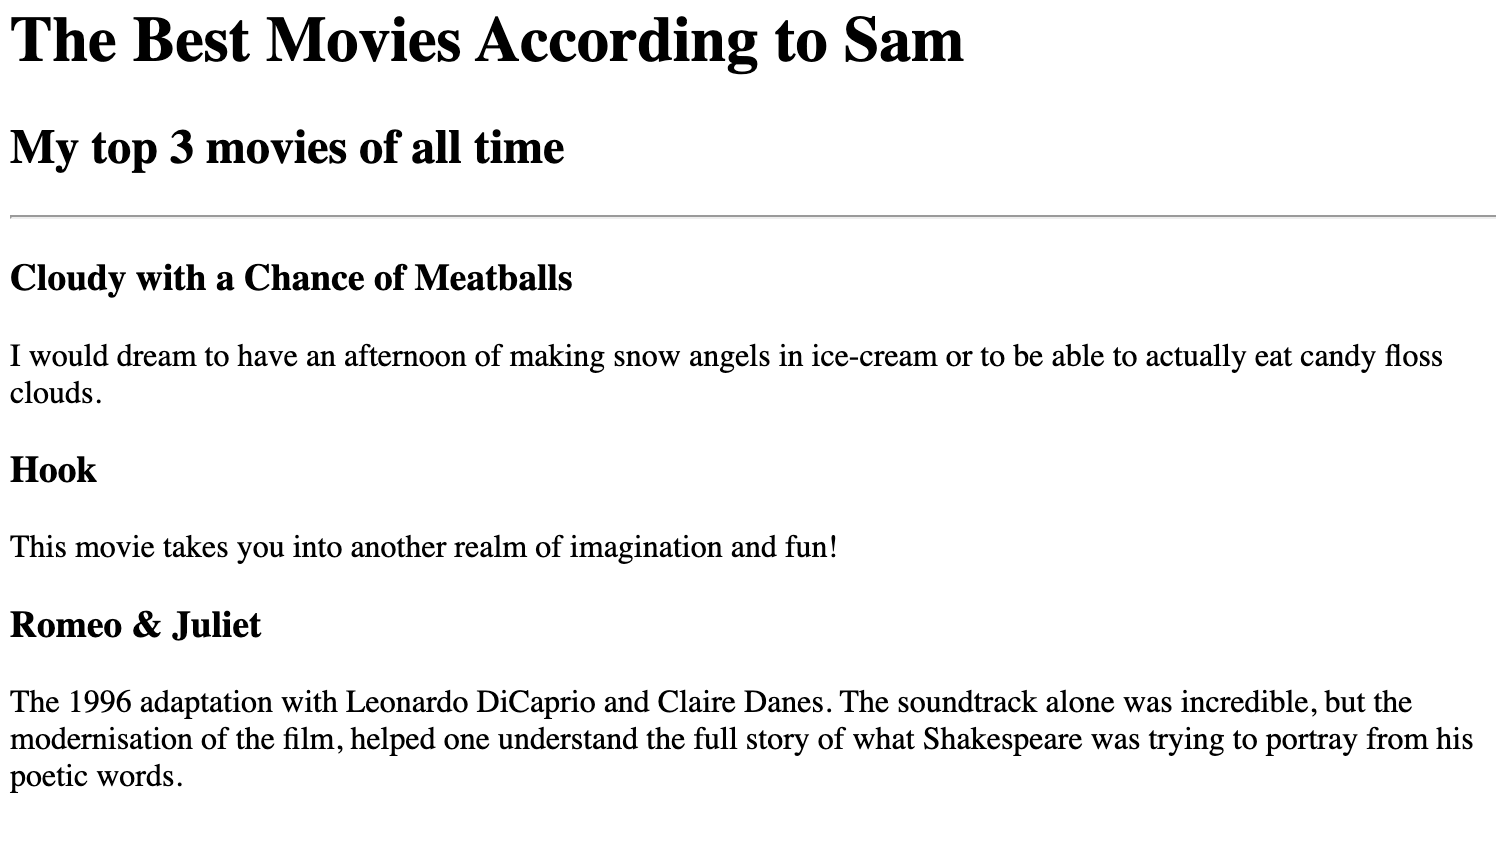 The Best Movies According to Sam
My top 3 movies of all time
Cloudy with a Chance of Meatballs
I would dream to have an afternoon of making snow angels in ice-cream or to be able to actually eat candy floss
clouds.
Hook
This movie takes you into another realm of imagination and fun!
Romeo & Juliet
The 1996 adaptation with Leonardo DiCaprio and Claire Danes. The soundtrack alone was incredible, but the
modernisation of the film, helped one understand the full story of what Shakespeare was trying to portray from his
poetic words.